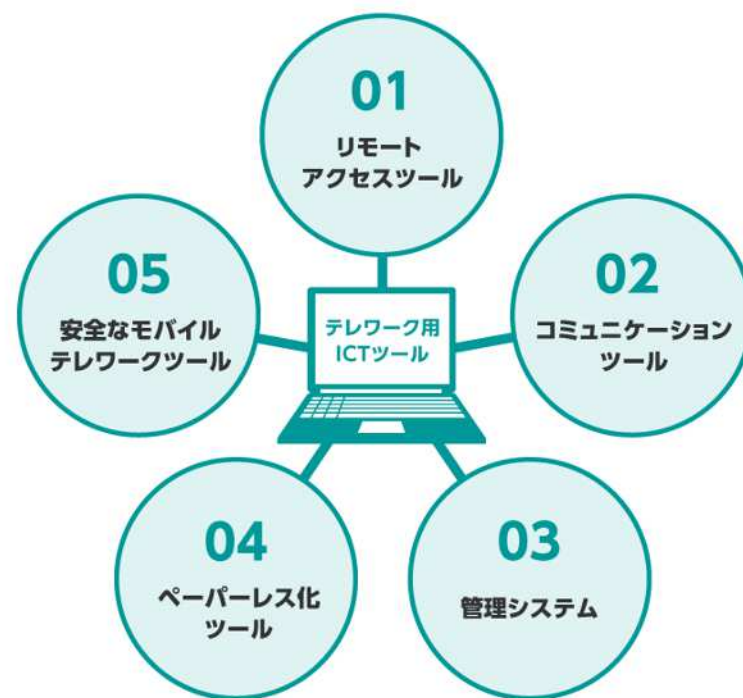 01
リモート
アクセスツール
02
コミュニケーション
ツール
03
管理システム
04
ペーパーレス化
ツール
05
安全なモバイル
テレワークツール
テレワーク用
ICTツール